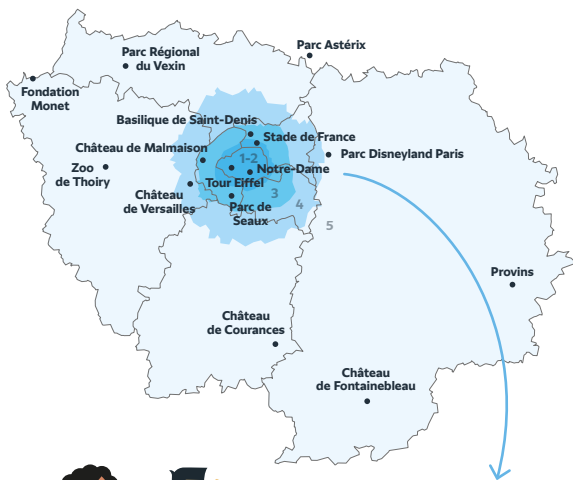 Parc Astérix
Parc Régional
du Vexin
Fondation
Monet
Basilique de Saint-Denis
Stade de France
Château de Malmaison
1-2
Parc Disneyland Paris
Zoo
de Thoiry
Notre-Dame
Tour Eiffel
Château
de Versailles
3
4
Parc de
Seaux
5
Provins
Château
de Courances
Château
de Fontainebleau